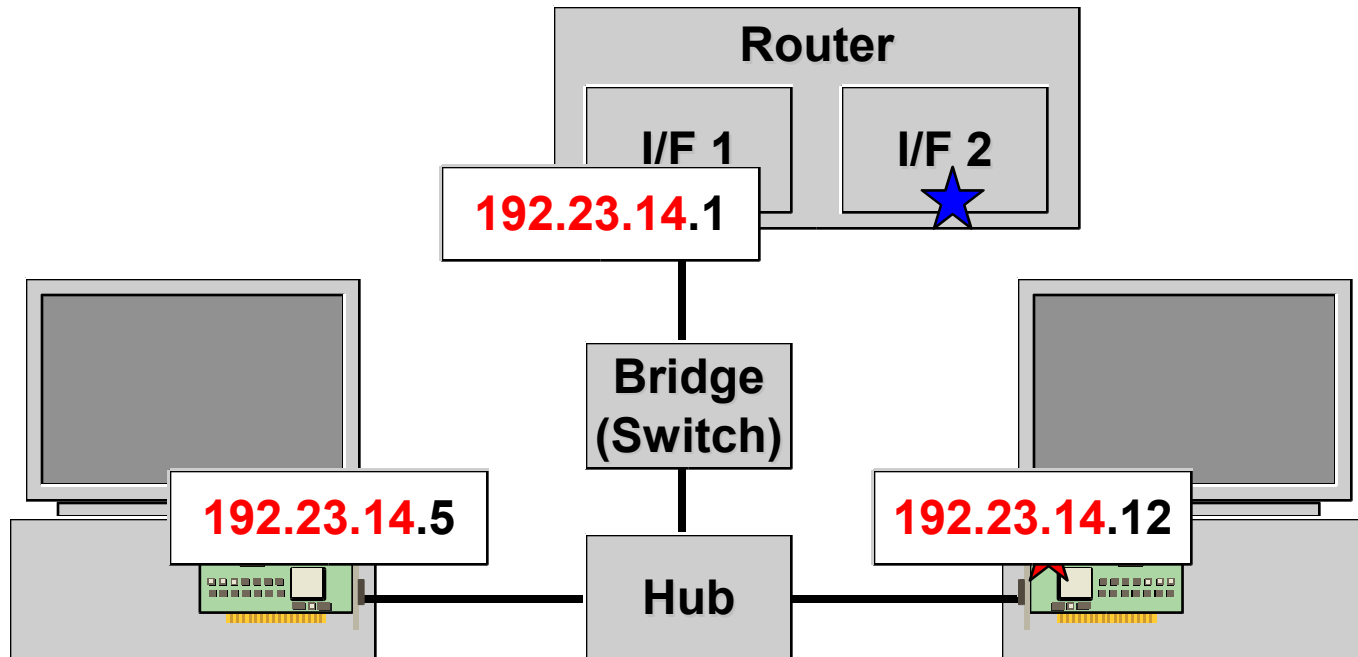 Router
I/F 1
I/F 2
192.23.14.1
Bridge
(Switch)
192.23.14.5
192.23.14.12
Hub